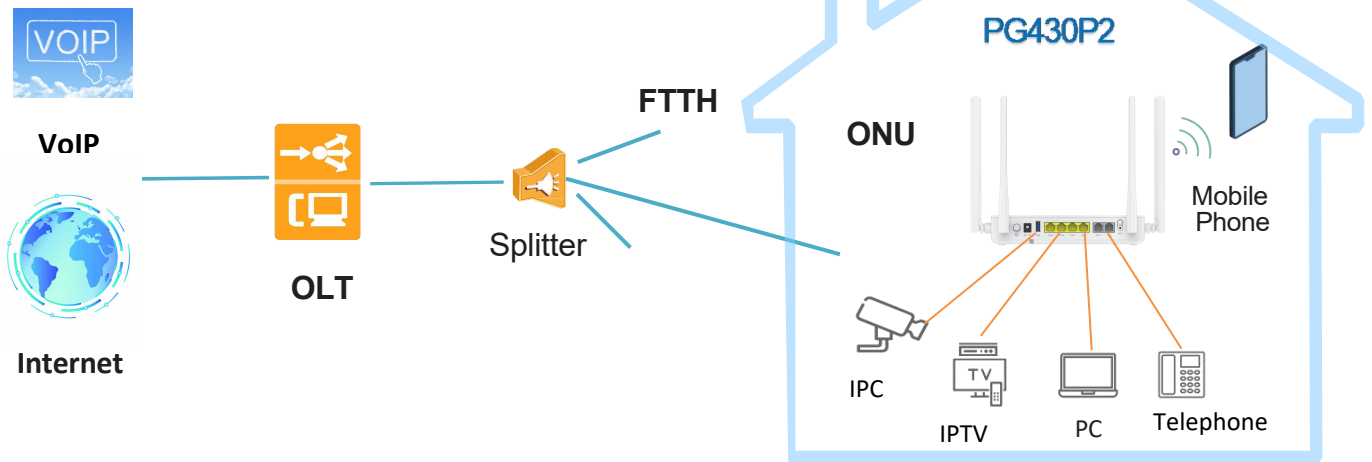 VOIP
VoIP
Internet
OLT
Splitter
FTTH
PG430P2
ONU
Mobile
Phone
IPC
TV
IPTV
PC
Telephone